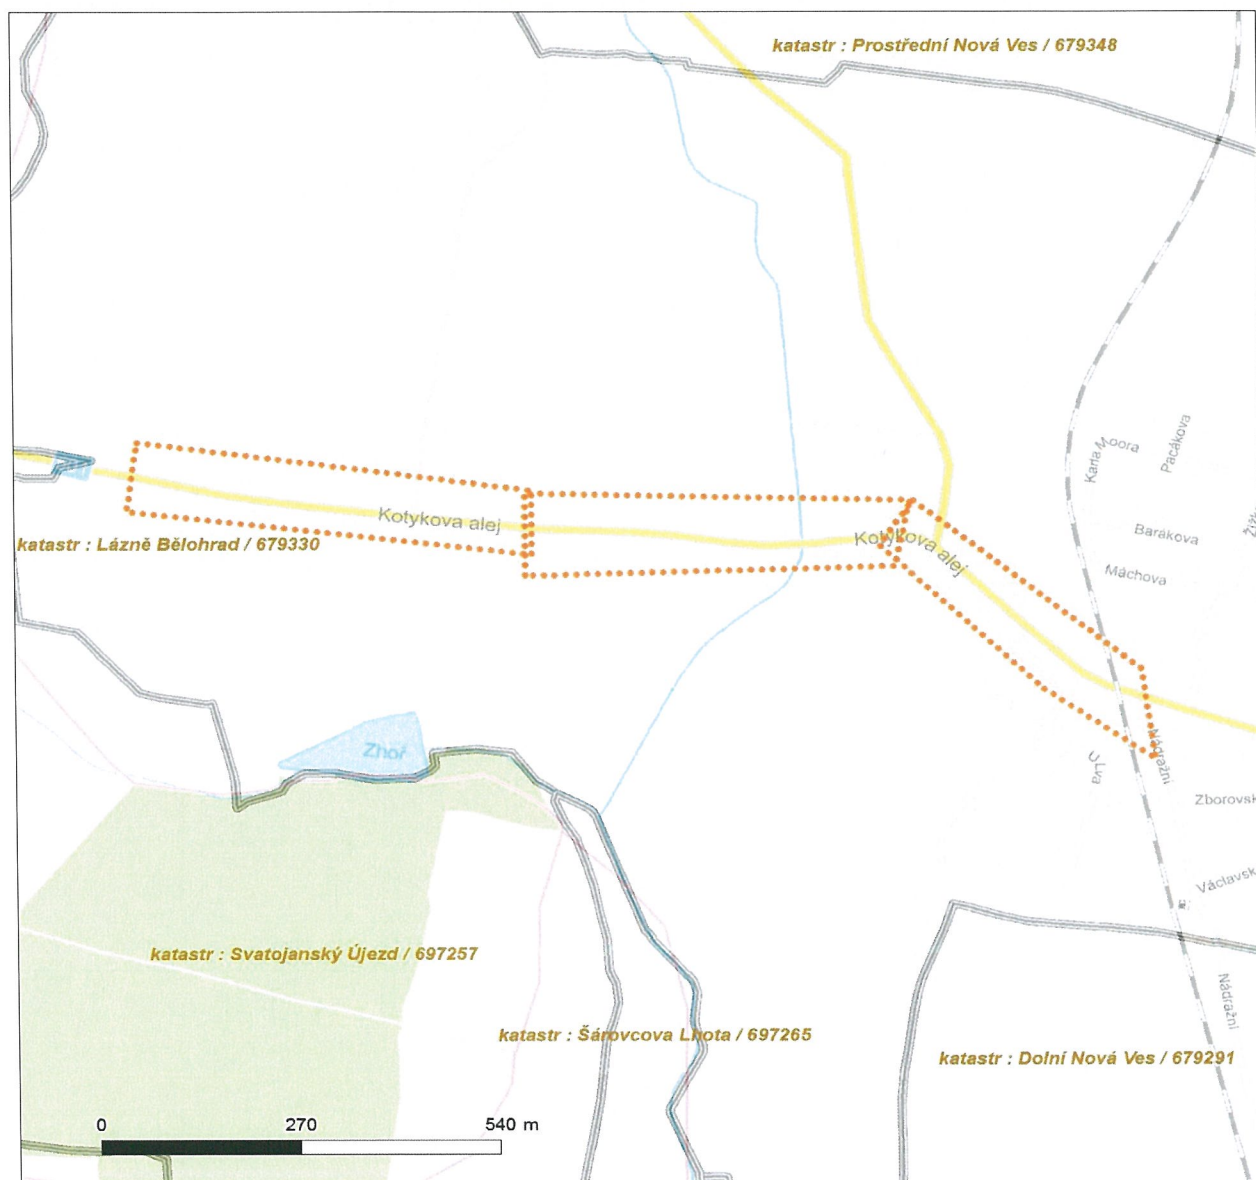 katastr : Prostřední Nová Ves / 679348
Karla Moora
Pacákova
Kotykova alej
Barákova
Kotykova alej
katastr : Lázně Bělohrad / 679330
Máchova
Zhoř
U Lva
Nádražní
Zborovsk
Václavsk
katastr : Svatojanský Újezd / 697257
Nádražní
katastr : Šárovcova Lhota / 697265
katastr : Dolní Nová Ves / 679291
0 270 540 m